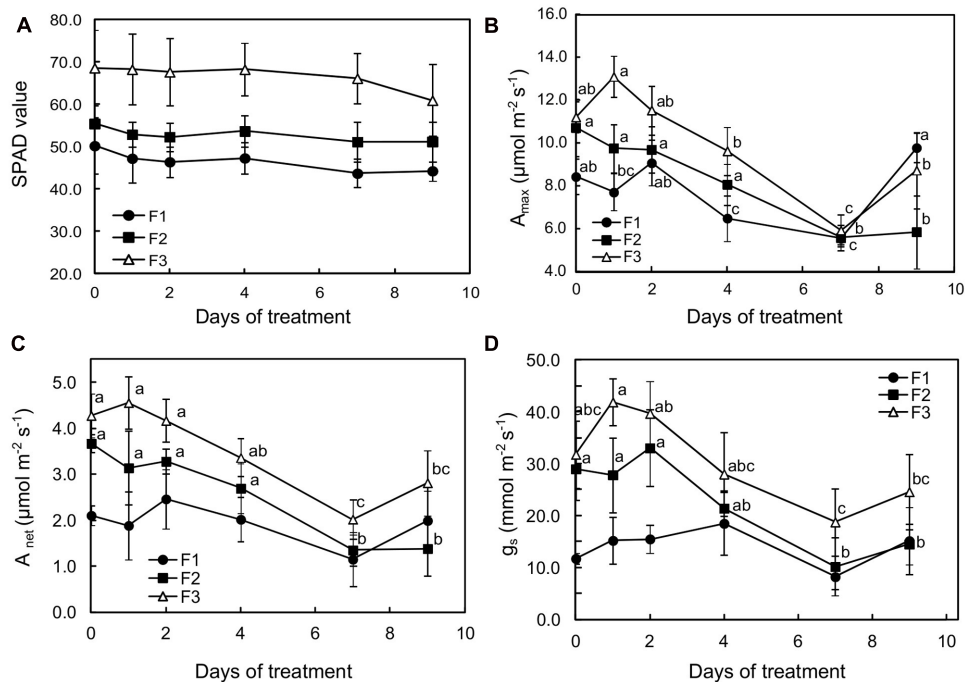 A
80.0
70.0
60.0
50.0
40.0
30.0
20.0
SPAD value
F1
F2
F3
0 2 4 6 8 10
Days of treatment
B
16.0
14.0
12.0
10.0
8.0
6.0
4.0
Amax (µmol m-2 s-1)
ab a ab b c b
a a a a b b
ab bc ab c c a
F1
F2
F3
0 2 4 6 8 10
Days of treatment
C
5.0
4.0
3.0
2.0
1.0
0.0
A net (µmol m-2 s-1)
a a a ab c bc
a a a a b b
F1
F2
F3
0 2 4 6 8 10
Days of treatment
D
50.0
40.0
30.0
20.0
10.0
0.0
gs (mmol m-2 s-1)
F1
F2
F3
abc a ab abc c bc
a a a ab b b
0 2 4 6 8 10
Days of treatment